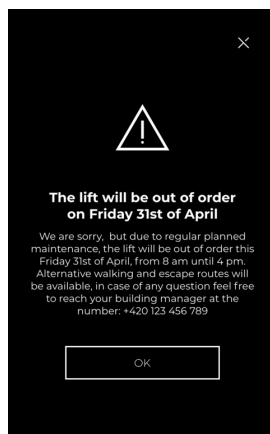 The lift will be out of order
on Friday 31st of April
We are sorry, but due to regular planned
maintenance, the lift will be out of order this
Friday 31st of April, from 8 am until 4 pm.
Alternative walking and escape routes will
be available, in case of any question feel free
to reach your building manager at the
number: +420 123 456 789
OK